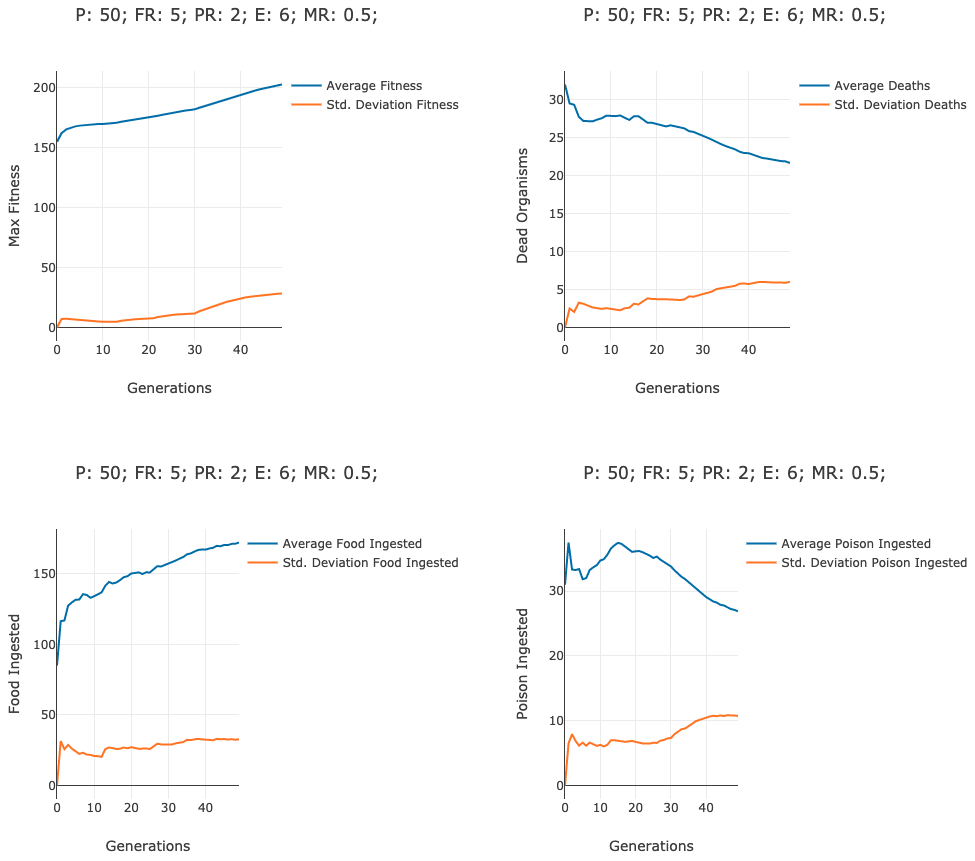 P: 50; FR: 5; PR: 2; E: 6; MR: 0.5;
200
150
100
50
0
Max Fitness
0 10 20 30 40
Generations
Average Fitness
Std. Deviation Fitness
P: 50; FR: 5; PR: 2; E: 6; MR: 0.5;
30
25
20
15
10
5
0
Dead Organisms
0 10 20 30 40
Generations
Average Deaths
Std. Deviation Deaths
P: 50; FR: 5; PR: 2; E: 6; MR: 0.5;
150
100
50
0
Food Ingested
0 10 20 30 40
Generations
Average Food Ingested
Std. Deviation Food Ingested
P: 50; FR: 5; PR: 2; E: 6; MR: 0.5;
30
20
10
0
Poison Ingested
0 10 20 30 40
Generations
Average Poison Ingested
Std. Deviation Poison Ingested